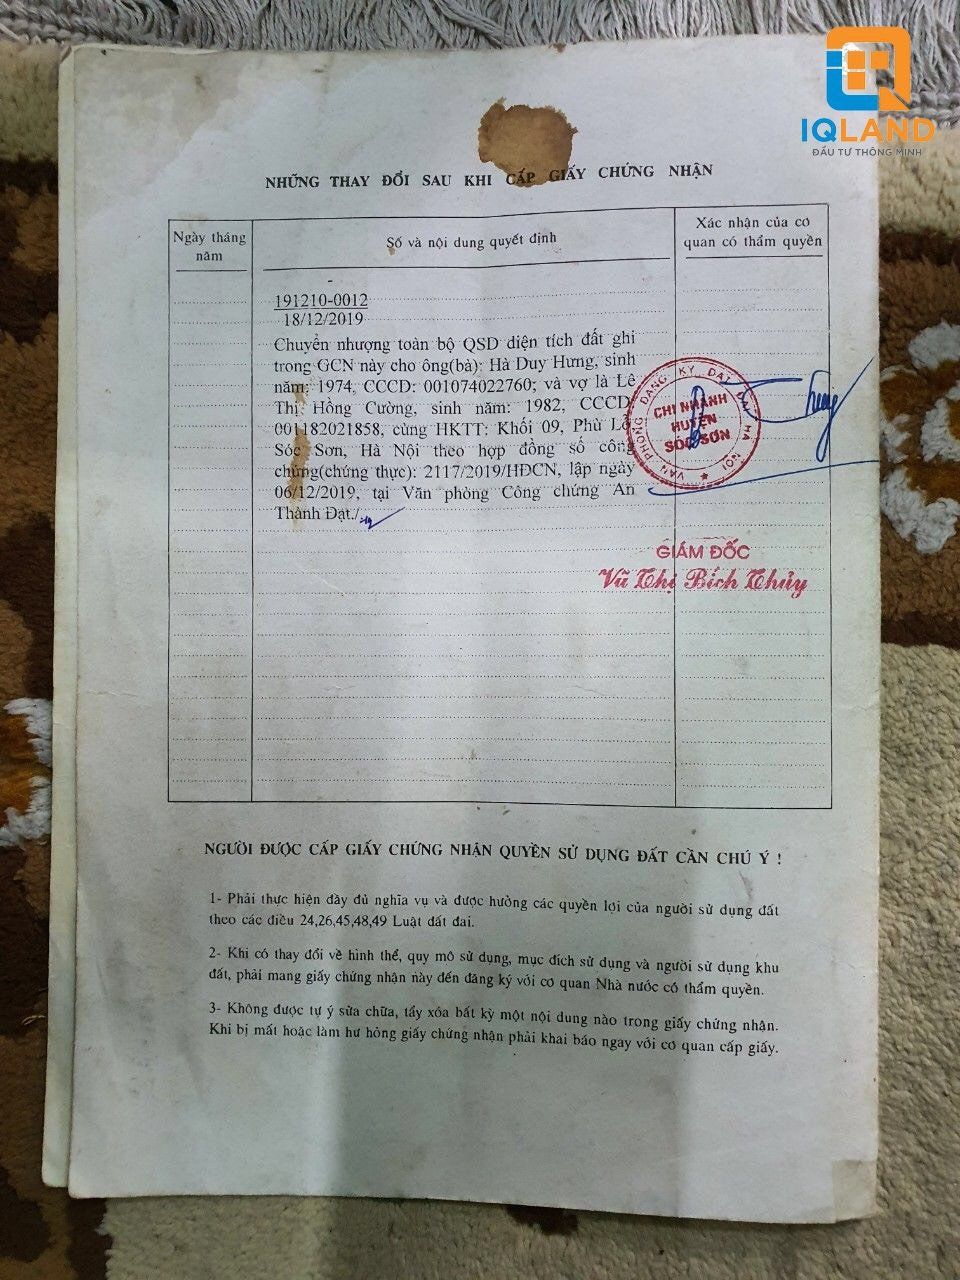 IQLAND
ĐẦU TƯ THÔNG MINH
NHỮNG THAY ĐỔI SAU KHI CẤP GIẤY CHỨNG NHẬN
Ngày tháng năm
Số và nội dung quyết định
Xác nhận của cơ quan có thẩm quyền
191210-0012
18/12/2019
Chuyển nhượng toàn bộ QSD diện tích đất ghi
trong GCN này cho ông(bà): Hà Duy Hưng, sinh
năm: 1974, CCCD: 001074022760; và vợ là Lê
Thị Hồng Cường, sinh năm: 1982, CCCD:
001182021858, cùng HKTT: Khối 09, Phù Lỗ
Sóc Sơn, Hà Nội theo hợp đồng số công
chứng(chứng thực): 2117/2019/HĐCN, lập ngày
06/12/2019, tại Văn phòng Công chứng An
Thành Đạt./.
VĂN PHÒNG ĐĂNG KÝ ĐẤT ĐAI HÀ NỘI
CHI NHÁNH
HUYỆN
SÓC SƠN
GIÁM ĐỐC
Vũ Thị Bích Thủy
NGƯỜI ĐƯỢC CẤP GIẤY CHỨNG NHẬN QUYỀN SỬ DỤNG ĐẤT CẦN CHÚ Ý !
1- Phải thực hiện đầy đủ nghĩa vụ và được hưởng các quyền lợi của người sử dụng đất
theo các điều 24,26,45,48,49 Luật đất đai.
2- Khi có thay đổi về hình thể, quy mô sử dụng, mục đích sử dụng và người sử dụng khu
đất, phải mang giấy chứng nhận này đến đăng ký với cơ quan Nhà nước có thẩm quyền.
3- Không được tự ý sửa chữa, tẩy xóa bất kỳ một nội dung nào trong giấy chứng nhận.
Khi bị mất hoặc làm hư hỏng giấy chứng nhận phải khai báo ngay với cơ quan cấp giấy.